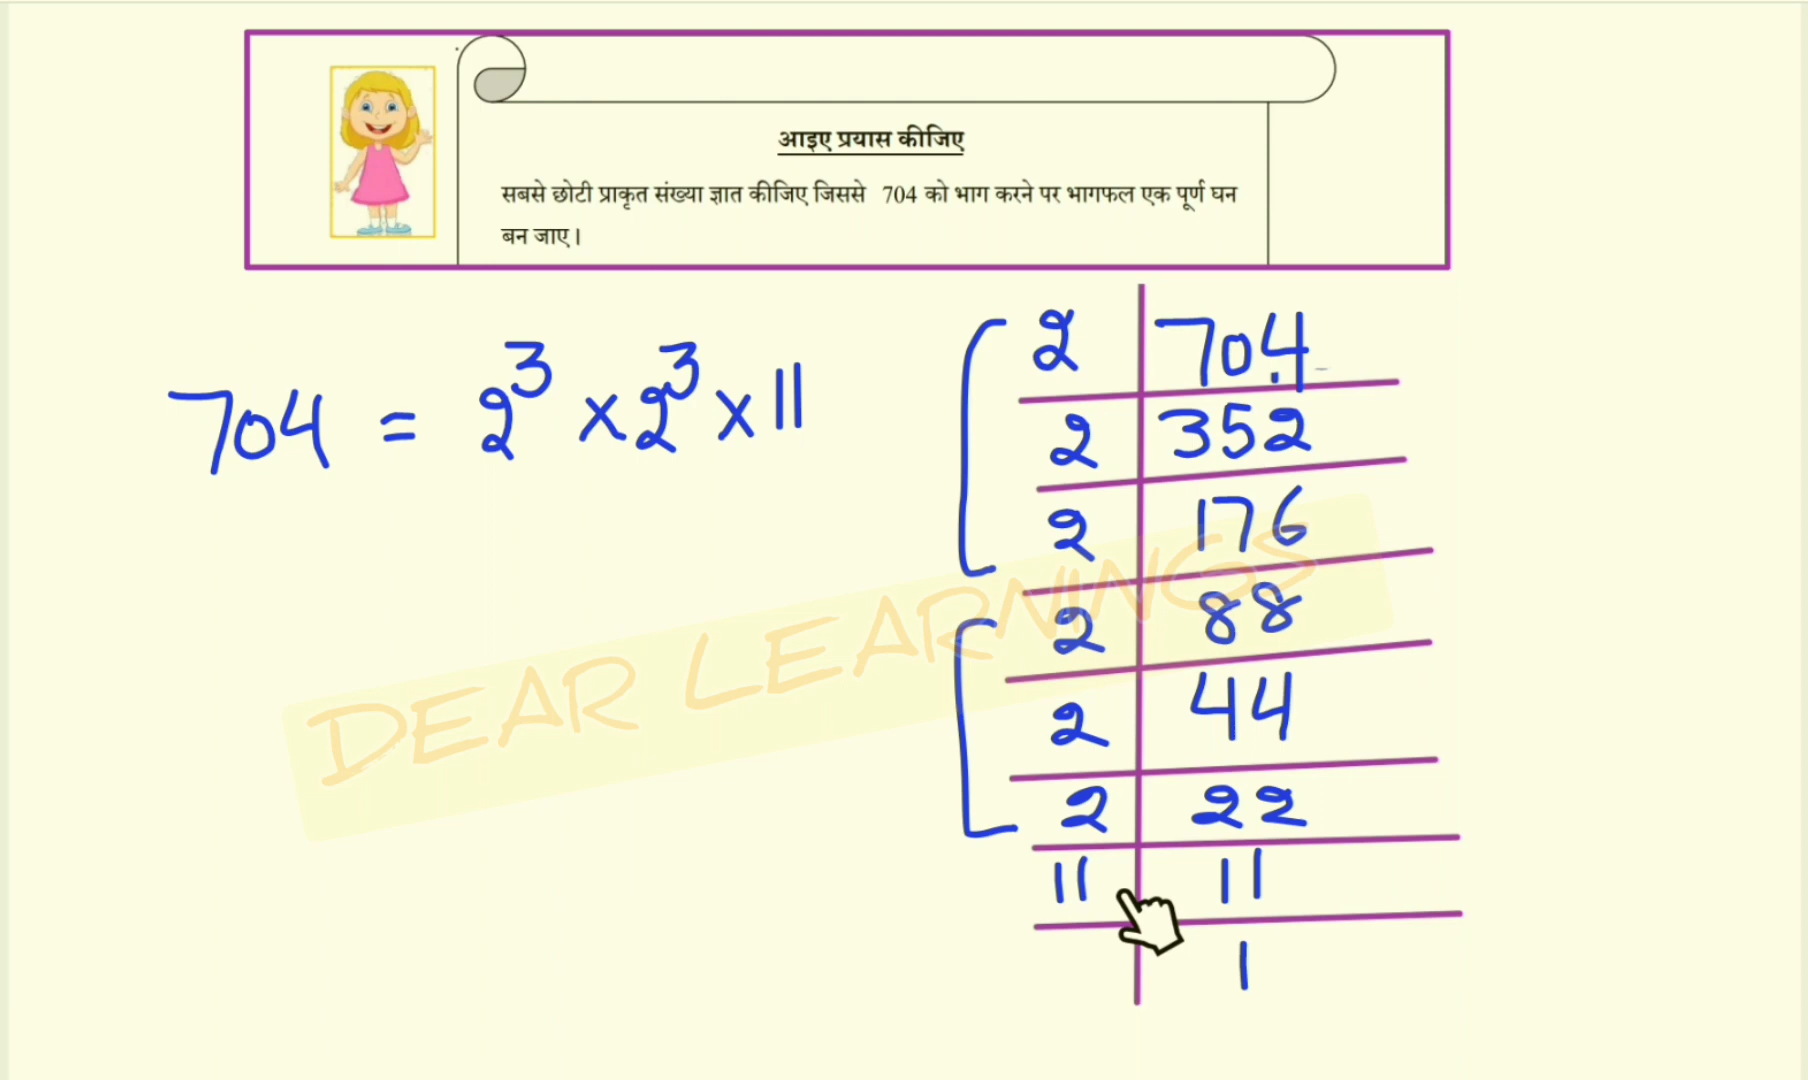 आइए प्रयास कीजिए
सबसे छोटी प्राकृत संख्या ज्ञात कीजिए जिससे 704 को भाग करने पर भागफल एक पूर्ण घन
बन जाए।
704 = 2³ × 2³ × 11
2 704
2 352
2 176
2 88
2 44
2 22
11 11
1
DEAR LEARNINGS